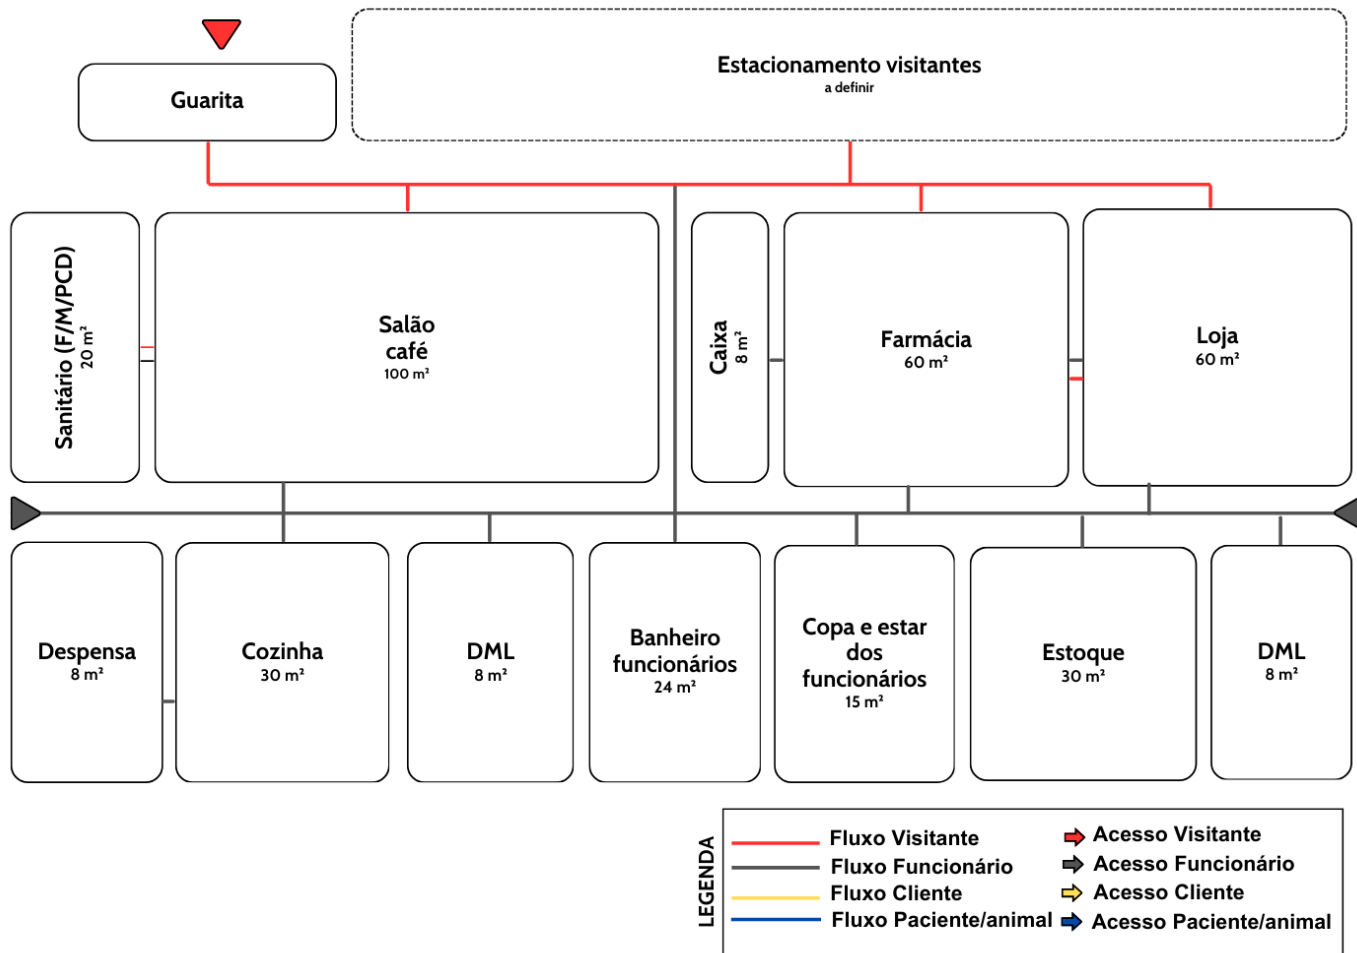 Estacionamento visitantes
a definir
Guarita
Sanitário (F/M/PCD)
20 m²
Salão
café
100 m²
Caixa
8 m²
Farmácia
60 m²
Loja
60 m²
Despensa
8 m²
Cozinha
30 m²
DML
8 m²
Banheiro
funcionários
24 m²
Copa e estar
dos
funcionários
15 m²
Estoque
30 m²
DML
8 m²
LEGENDA
Fluxo Visitante
Fluxo Funcionário
Fluxo Cliente
Fluxo Paciente/animal
Acesso Visitante
Acesso Funcionário
Acesso Cliente
Acesso Paciente/animal